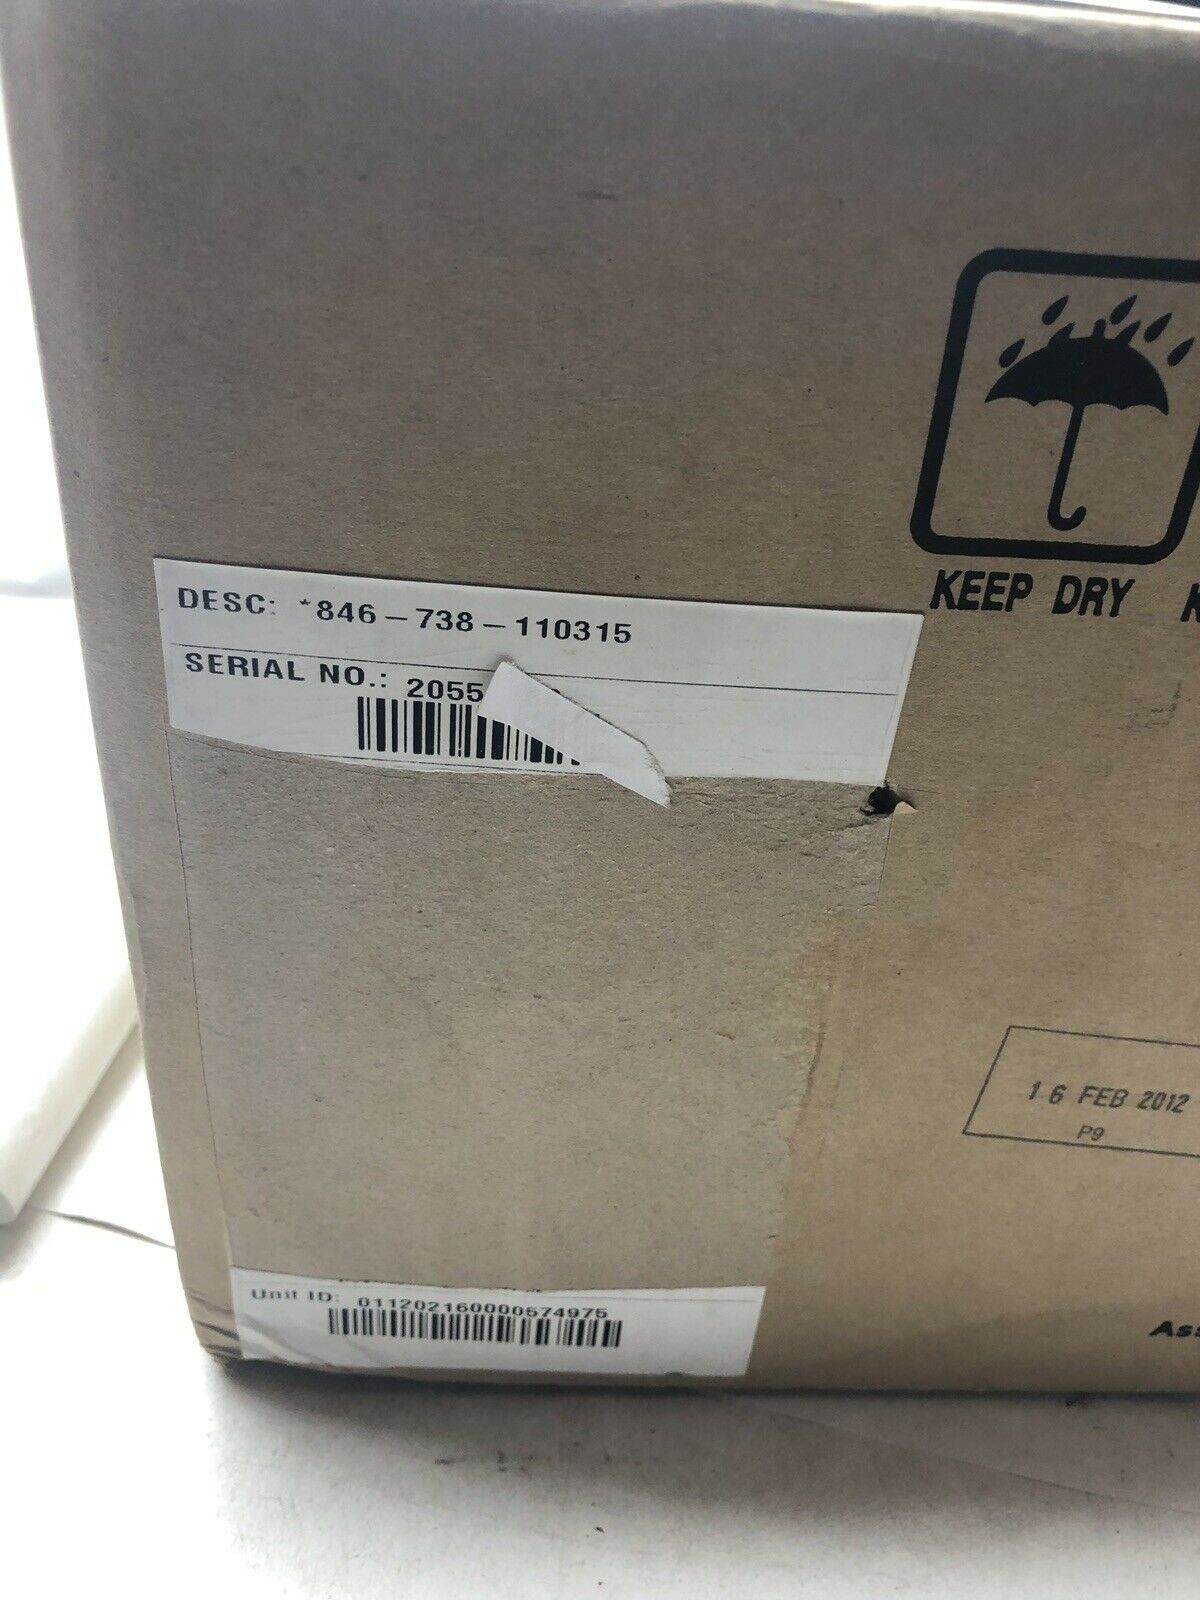 KEEP DRY
DESC: *846-738-110315
SERIAL NO.: 2055
16 FEB 2012
P9
Unit ID: 011202160000574975